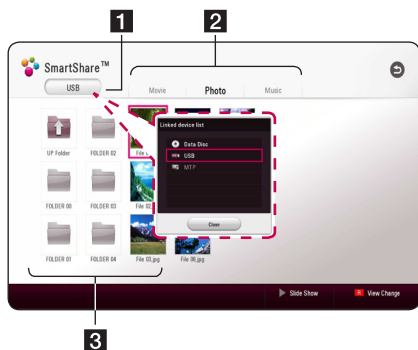 1
2
SmartShare™
USB
Movie
Photo
Music
Linked device list
Data Disc
USB
MTP
Close
UP Folder
FOLDER 02
FOLDER 00
FOLDER 03
File 02.
FOLDER 01
FOLDER 04
File 03.jpg
File 30.jpg
Slide Show
R View Change
3